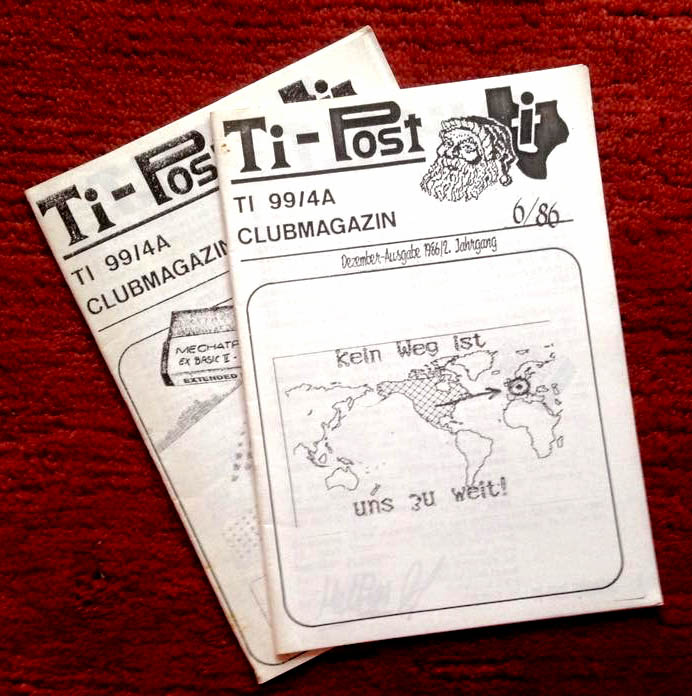 Ti-Post
ti
TI 99/4A
CLUBMAGAZIN
6/86
Dezember-Ausgabe 1986/2. Jahrgang
Kein Weg ist
uns zu weit!
Ti-Pos
TI 99/4A
CLUBMAGAZIN
MECHATR
EX BASIC II -
EXTENDED